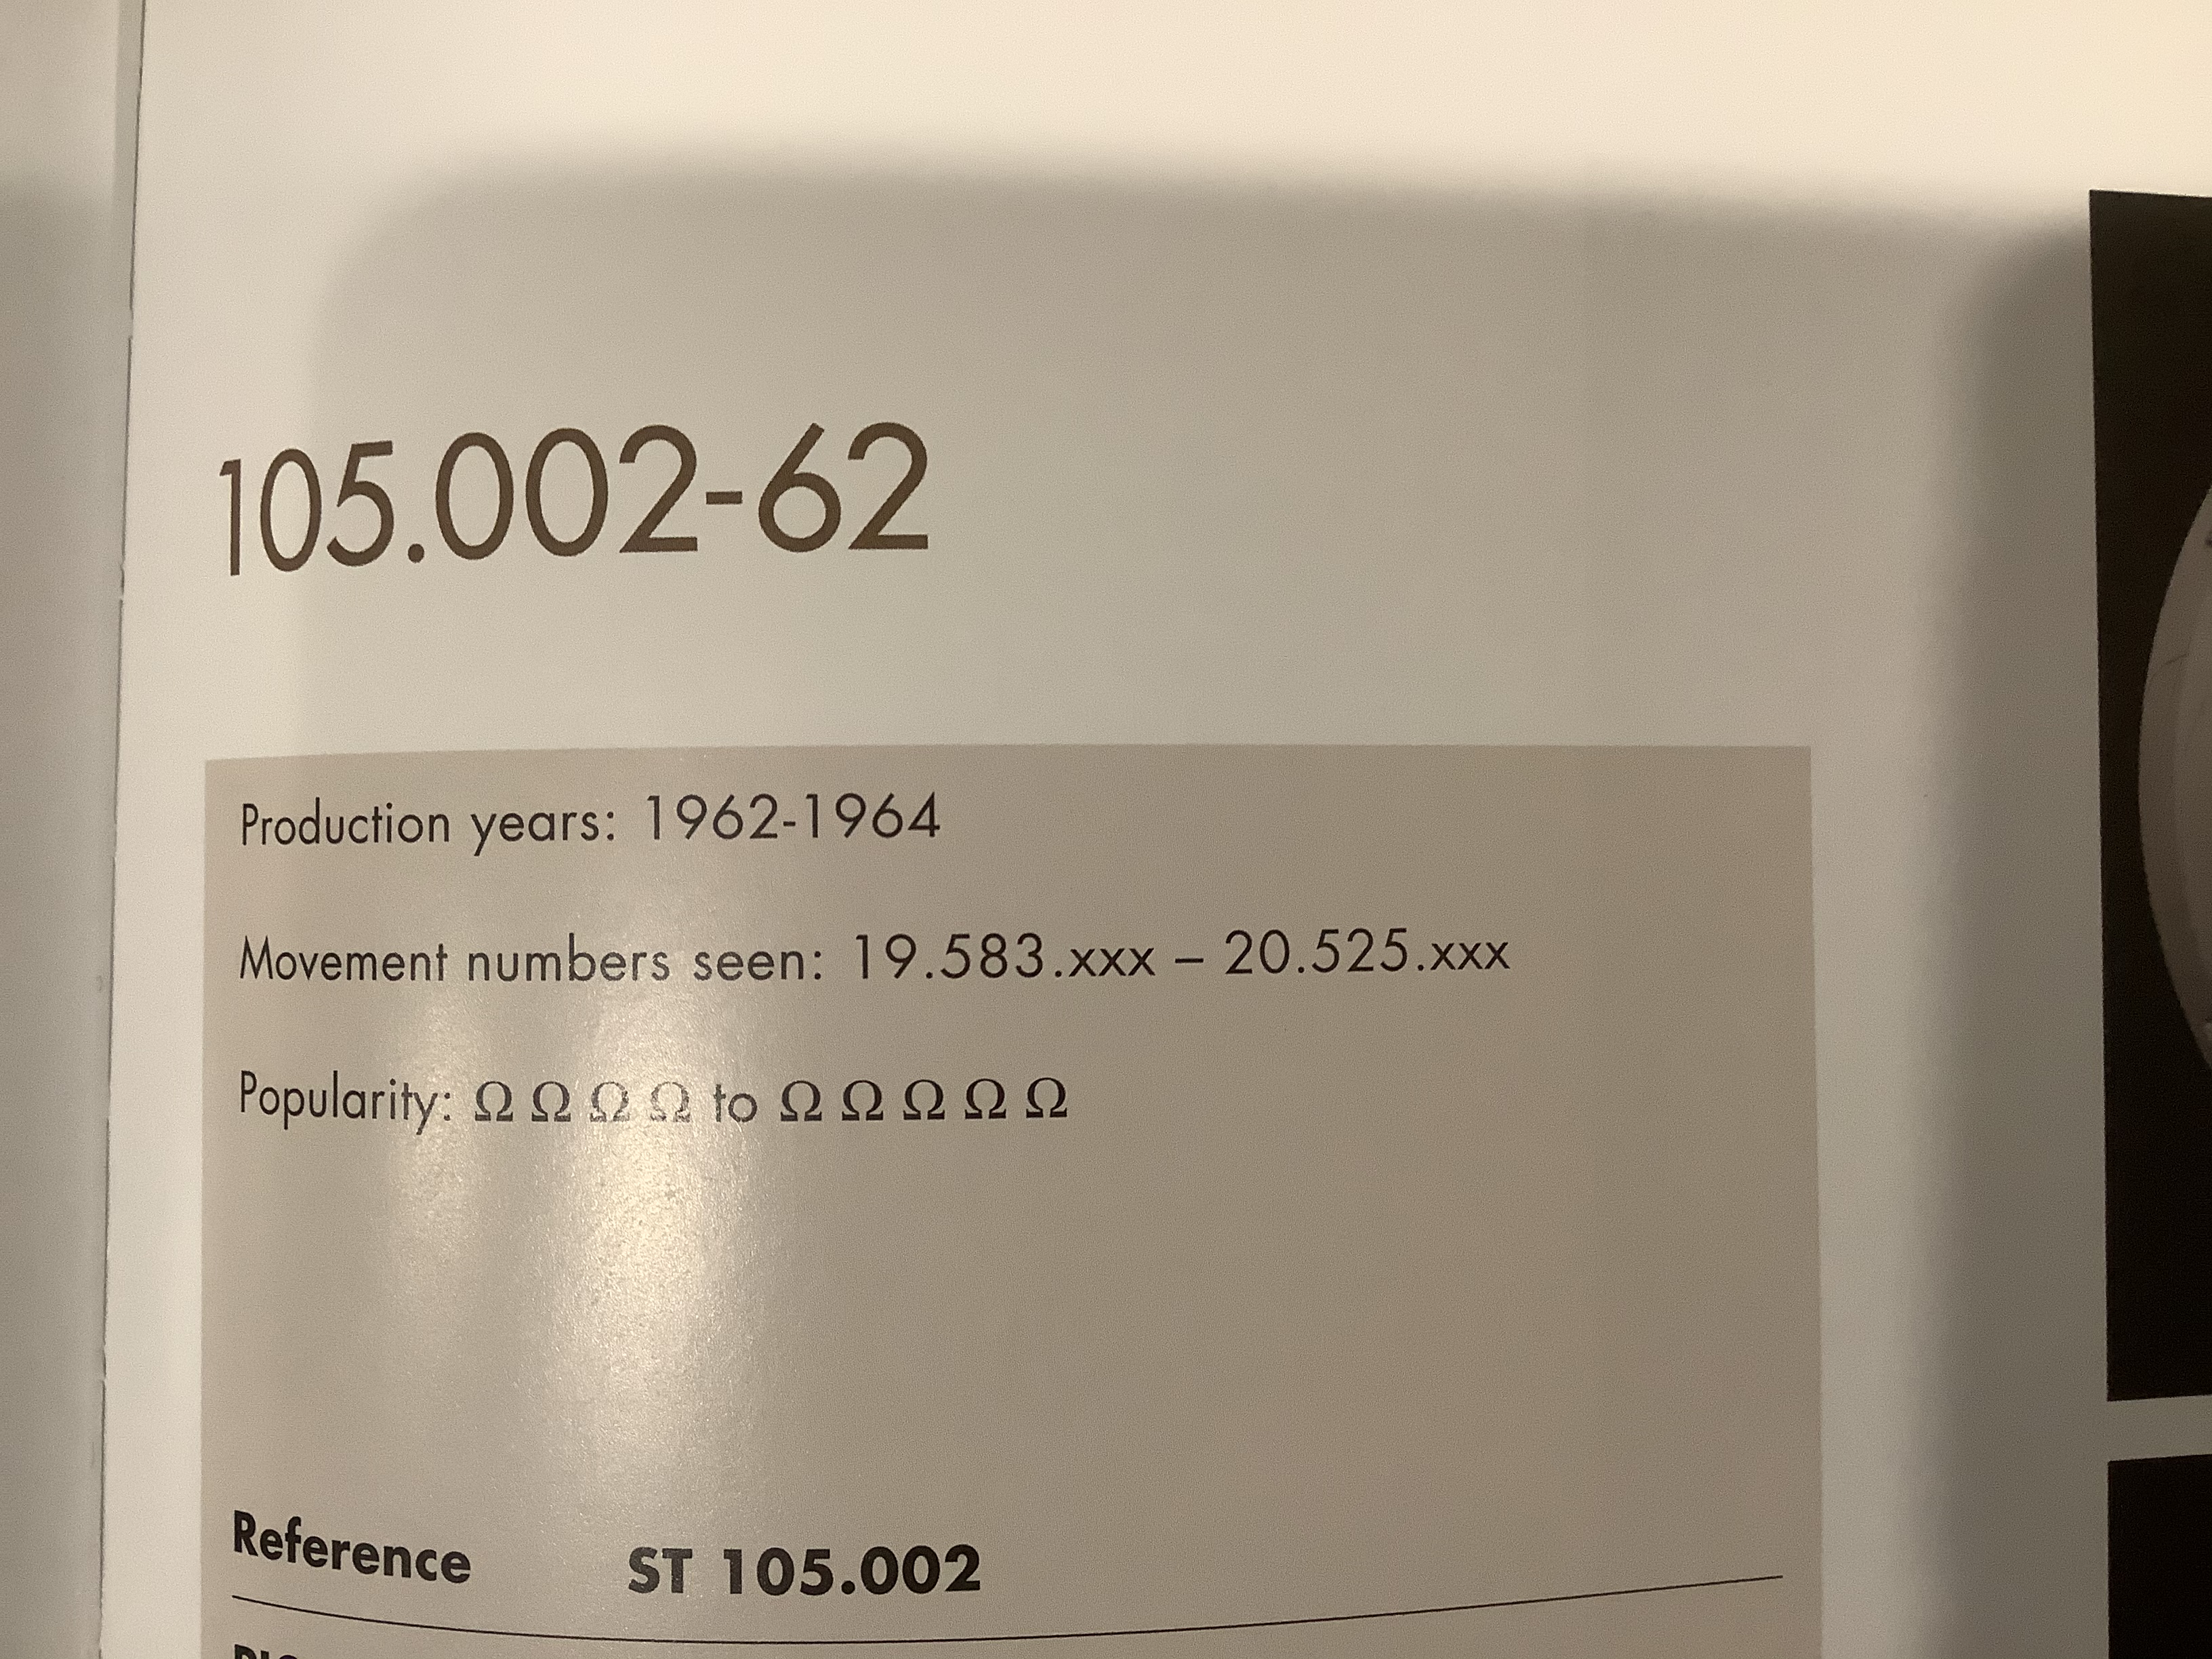 105.002-62
Production years: 1962-1964
Movement numbers seen: 19.583.xxx – 20.525.xxx
Popularity: Ω Ω Ω Ω to Ω Ω Ω Ω Ω
Reference ST 105.002